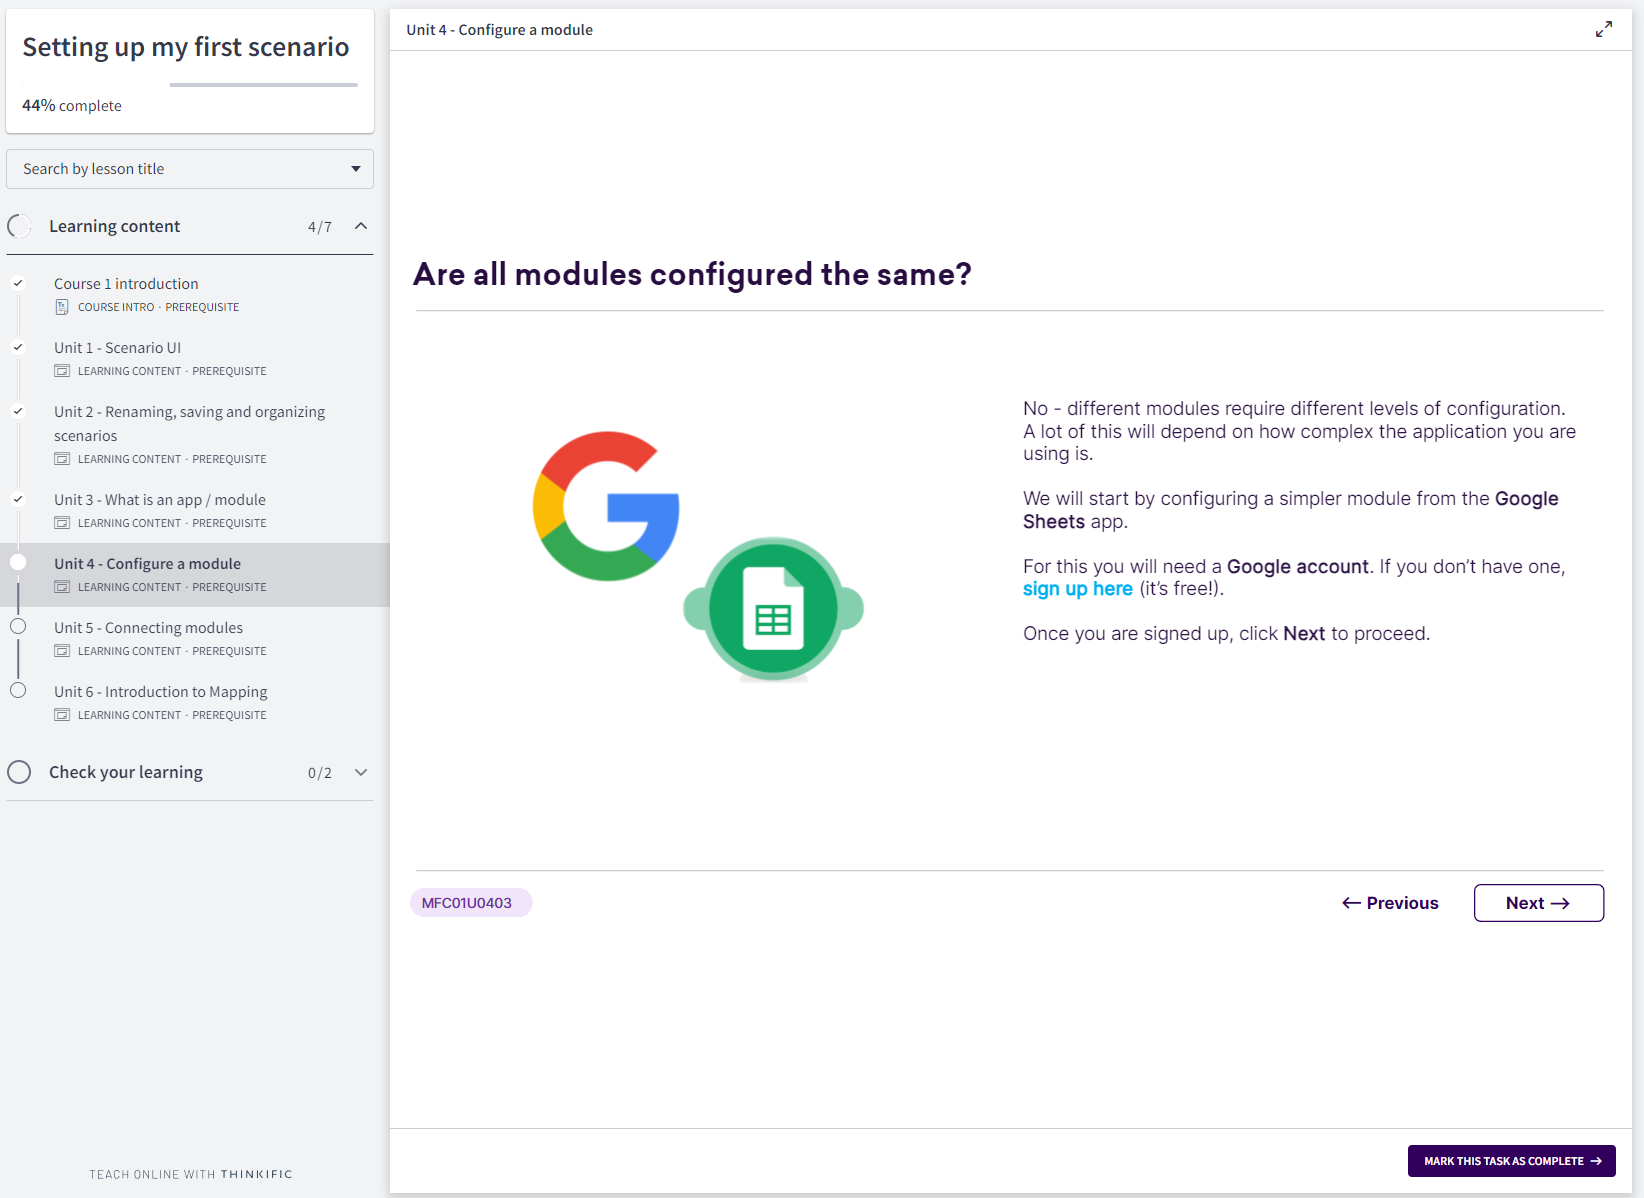 Setting up my first scenario
44% complete
Search by lesson title
Learning content 4/7
Course 1 introduction
COURSE INTRO · PREREQUISITE
Unit 1 - Scenario UI
LEARNING CONTENT · PREREQUISITE
Unit 2 - Renaming, saving and organizing
scenarios
LEARNING CONTENT · PREREQUISITE
Unit 3 - What is an app / module
LEARNING CONTENT · PREREQUISITE
Unit 4 - Configure a module
LEARNING CONTENT · PREREQUISITE
Unit 5 - Connecting modules
LEARNING CONTENT · PREREQUISITE
Unit 6 - Introduction to Mapping
LEARNING CONTENT · PREREQUISITE
Check your learning 0/2
TEACH ONLINE WITH THINKIFIC
Unit 4 - Configure a module
Are all modules configured the same?
No - different modules require different levels of configuration.
A lot of this will depend on how complex the application you are
using is.
We will start by configuring a simpler module from the Google
Sheets app.
For this you will need a Google account. If you don't have one,
sign up here (it's free!).
Once you are signed up, click Next to proceed.
MFC01U0403
← Previous
Next →
MARK THIS TASK AS COMPLETE →